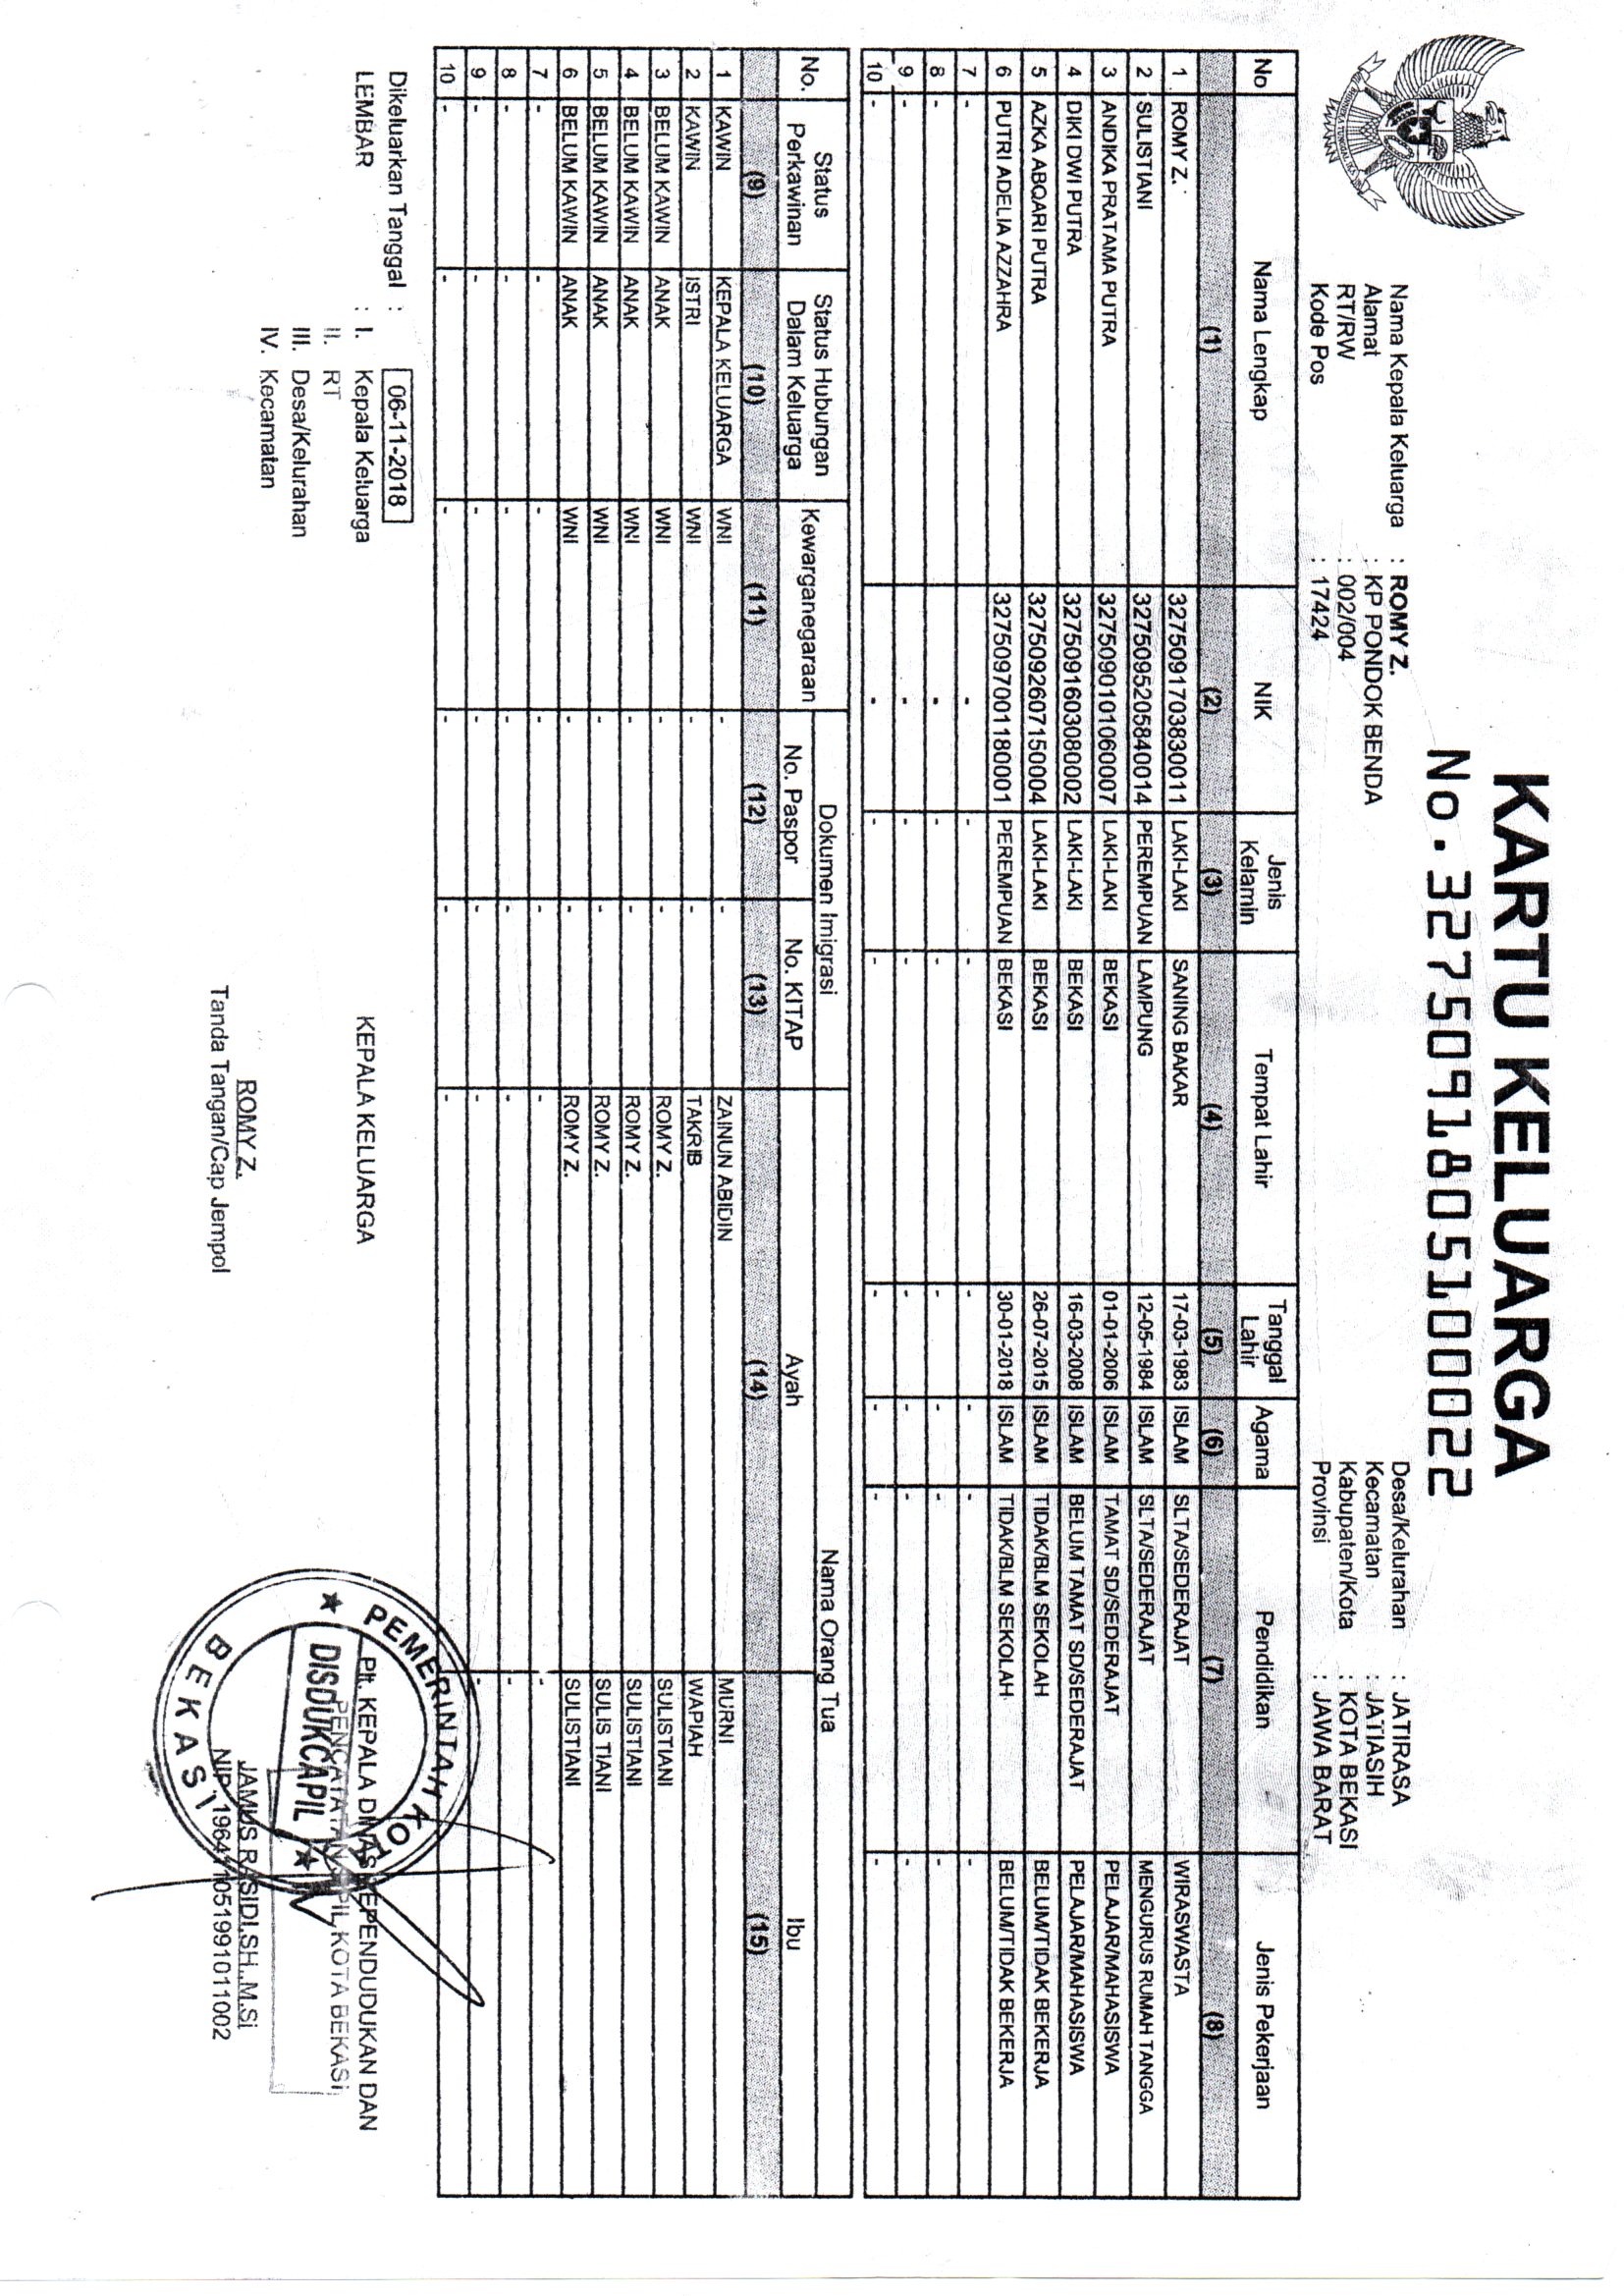 KARTU KELUARGA
No.3275091805100022
BHINNEKA TUNGGAL IKA
Nama Kepala Keluarga : ROMY Z.
Alamat : KP PONDOK BENDA
RT/RW : 002/004
Kode Pos : 17424
Desa/Kelurahan : JATIRASA
Kecamatan : JATIASIH
Kabupaten/Kota : KOTA BEKASI
Provinsi : JAWA BARAT
No Nama Lengkap NIK Jenis Kelamin Tempat Lahir Tanggal Lahir Agama Pendidikan Jenis Pekerjaan
(1) (2) (3) (4) (5) (6) (7) (8)
1 ROMY Z. 3275091703830011 LAKI-LAKI SANING BAKAR 17-03-1983 ISLAM SLTA/SEDERAJAT WIRASWASTA
2 SULISTIANI 3275095205840014 PEREMPUAN LAMPUNG 12-05-1984 ISLAM SLTA/SEDERAJAT MENGURUS RUMAH TANGGA
3 ANDIKA PRATAMA PUTRA 3275090101060007 LAKI-LAKI BEKASI 01-01-2006 ISLAM TAMAT SD/SEDERAJAT PELAJAR/MAHASISWA
4 DIKI DWI PUTRA 3275091603080002 LAKI-LAKI BEKASI 16-03-2008 ISLAM BELUM TAMAT SD/SEDERAJAT PELAJAR/MAHASISWA
5 AZKA ABQARI PUTRA 3275092607150004 LAKI-LAKI BEKASI 26-07-2015 ISLAM TIDAK/BLM SEKOLAH BELUM/TIDAK BEKERJA
6 PUTRI ADELIA AZZAHRA 3275097001180001 PEREMPUAN BEKASI 30-01-2018 ISLAM TIDAK/BLM SEKOLAH BELUM/TIDAK BEKERJA
7 - - - - - - - -
8 - - - - - - - -
9 - - - - - - - -
10 - - - - - - - -
No. Status Perkawinan Status Hubungan Dalam Keluarga Kewarganegaraan Dokumen Imigrasi Nama Orang Tua
No. Paspor No. KITAP Ayah Ibu
(9) (10) (11) (12) (13) (14) (15)
1 KAWIN KEPALA KELUARGA WNI - - ZAINUN ABIDIN MURNI
2 KAWIN ISTRI WNI - - TAKRIB WAPIAH
3 BELUM KAWIN ANAK WNI - - ROMY Z. SULISTIANI
4 BELUM KAWIN ANAK WNI - - ROMY Z. SULISTIANI
5 BELUM KAWIN ANAK WNI - - ROMY Z. SULIS TIANI
6 BELUM KAWIN ANAK WNI - - ROMY Z. SULISTIANI
7 - - - - - - -
8 - - - - - - -
9 - - - - - - -
10 - - - - - -
Dikeluarkan Tanggal : 06-11-2018
LEMBAR : I. Kepala Keluarga
II. RT
III. Desa/Kelurahan
IV. Kecamatan
KEPALA KELUARGA
ROMY Z.
Tanda Tangan/Cap Jempol
Plt. KEPALA DINAS KEPENDUDUKAN DAN
PENCATATAN SIPIL KOTA BEKASI
PEMERINTAH KOTA
DISDUKCAPIL
BEKASI
JAMUS RASIDI,SH.,M.Si
NIP. 196411051991011002